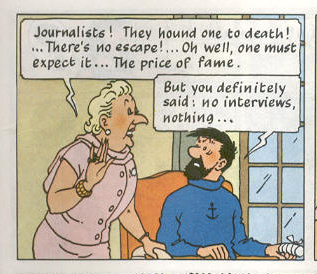 Journalists! They hound one to death!
...There's no escape!... Oh well, one must
expect it... The price of fame.
But you definitely
said: no interviews,
nothing...